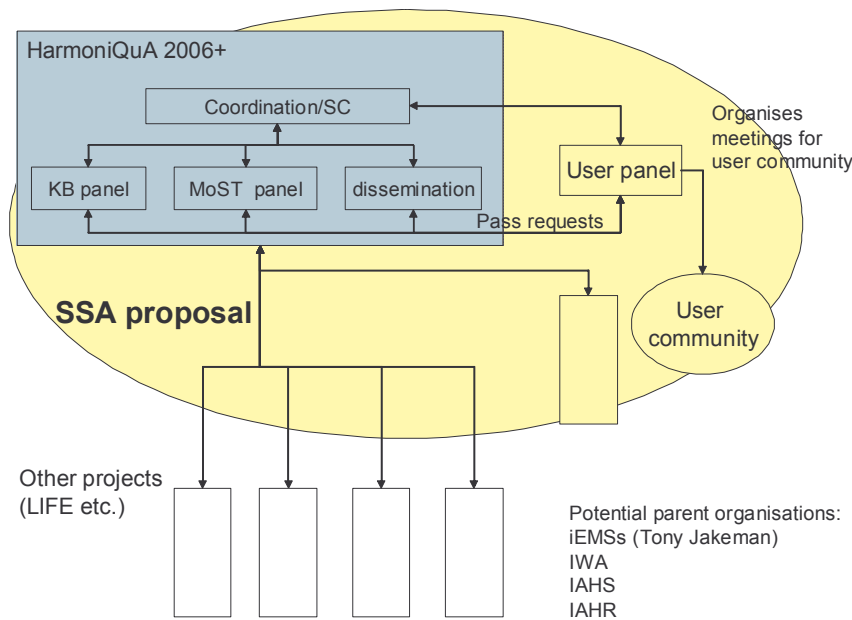 HarmoniQuA 2006+
Coordination/SC
KB panel
MoST panel
dissemination
Organises
meetings for
user community
User panel
Pass requests
SSA proposal
User
community
Other projects
(LIFE etc.)
Potential parent organisations:
iEMSs (Tony Jakeman)
IWA
IAHS
IAHR